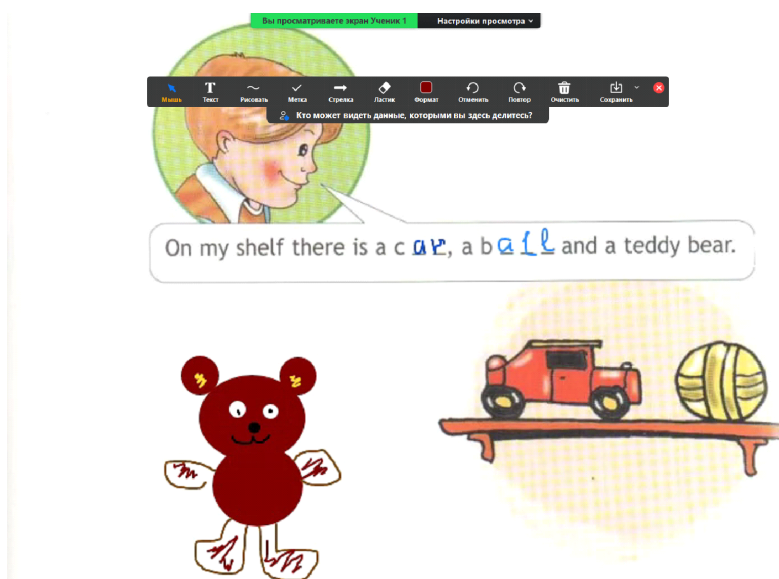 Вы просматриваете экран Ученик 1 Настройки просмотра
Мышь Текст Рисовать Метка Стрелка Ластик Формат Отменить Повтор Очистить Сохранить
Кто может видеть данные, которыми вы здесь делитесь?
On my shelf there is a car, a ball and a teddy bear.